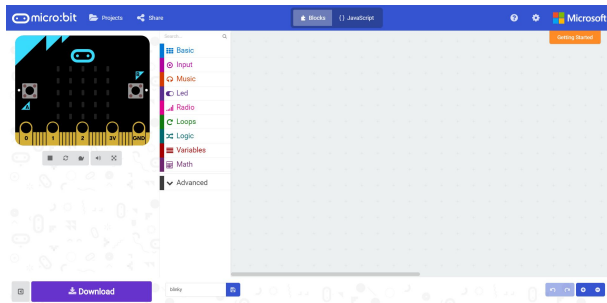 micro:bit Projects Share Blocks {} JavaScript Microsoft
Getting Started
Search...
Basic
Input
Music
Led
Radio
Loops
Logic
Variables
Math
Advanced
A
B
0 1 2 3V GND
Download
blinky